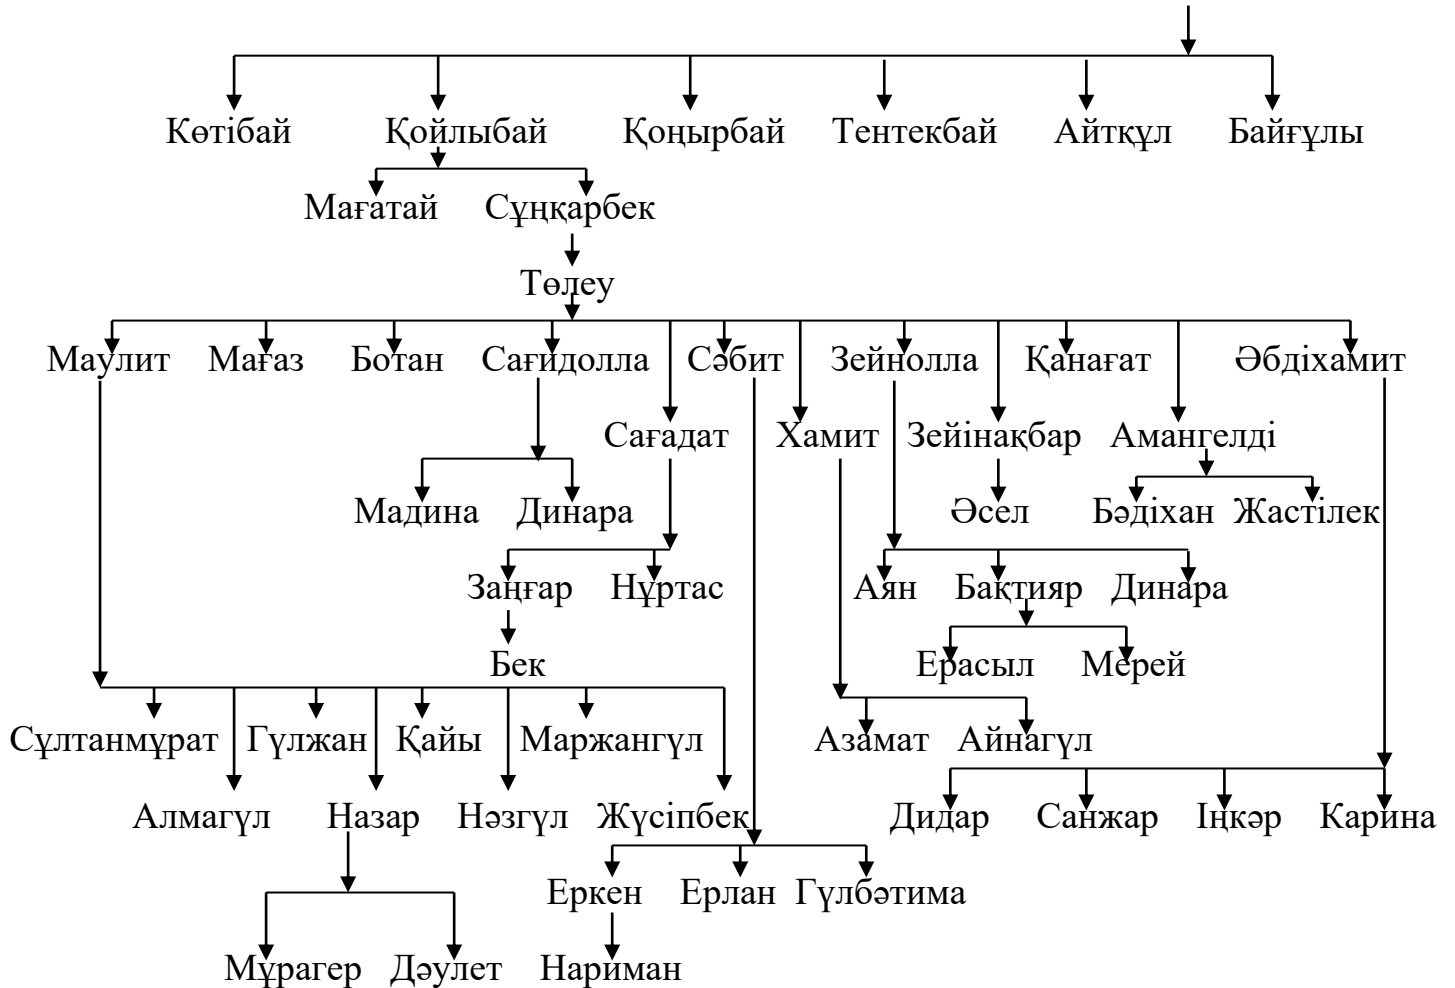 Көтібай Қойлыбай Қоңырбай Тентекбай Айтқұл Байғұлы
Мағатай Сұңқарбек
Төлеу
Маулит Мағаз Ботан Сағидолла Сәбит Зейнолла Қанағат Әбдіхамит
Сағадат Хамит Зейінақбар Амангелді
Мадина Динара Әсел Бәдіхан Жастілек
Заңғар Нұртас Аян Бақтияр Динара
Бек Ерасыл Мерей
Сұлтанмұрат Гүлжан Қайы Маржангүл Азамат Айнагүл
Алмагүл Назар Нәзгүл Жүсіпбек Дидар Санжар Іңкәр Карина
Еркен Ерлан Гүлбәтима
Мұрагер Дәулет Нариман